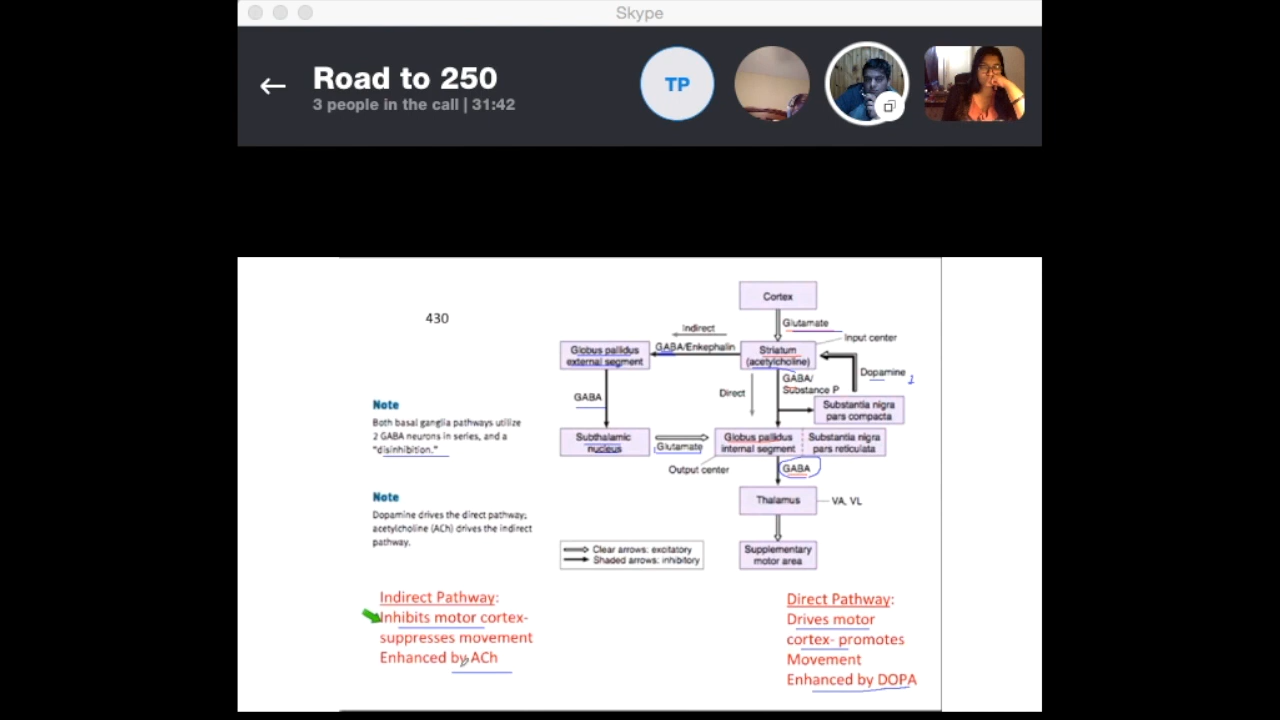 Skype
Road to 250
3 people in the call | 31:42
TP
430
Cortex
Glutamate
Indirect
Input center
GABA/Enkephalin
Globus pallidus
external segment
Striatum
(acetylcholine)
Dopamine
GABA/
Substance P
Direct
GABA
Substantia nigra
pars compacta
Note
Both basal ganglia pathways utilize
2 GABA neurons in series, and a
"disinhibition."
Subthalamic
nucleus
Glutamate
Globus pallidus
internal segment
Substantia nigra
pars reticulata
Output center
GABA
Note
Dopamine drives the direct pathway;
acetylcholine (ACh) drives the indirect
pathway.
Thalamus
VA, VL
Clear arrows: excitatory
Shaded arrows: inhibitory
Supplementary
motor area
Indirect Pathway:
Inhibits motor cortex-
suppresses movement
Enhanced by ACh
Direct Pathway:
Drives motor
cortex- promotes
Movement
Enhanced by DOPA